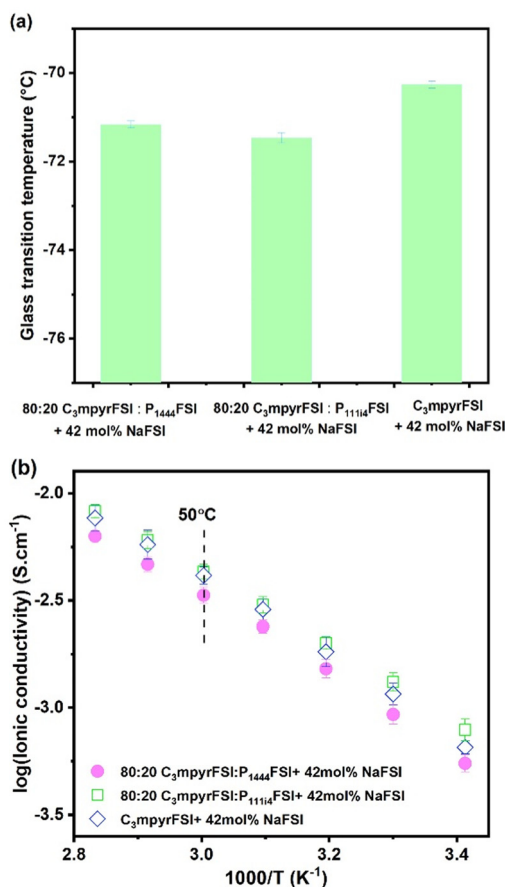 (a)
Glass transition temperature (°C)
-70
-72
-74
-76
80:20 C₃mpyrFSI : P₁₄₄₄FSI
+ 42 mol% NaFSI
80:20 C₃mpyrFSI : P₁₁₁ᵢ₄FSI
+ 42 mol% NaFSI
C₃mpyrFSI
+ 42 mol% NaFSI
(b)
log(Ionic conductivity) (S.cm⁻¹)
-2.0
-2.5
-3.0
-3.5
50°C
80:20 C₃mpyrFSI:P₁₄₄₄FSI+ 42mol% NaFSI
80:20 C₃mpyrFSI:P₁₁₁ᵢ₄FSI+ 42mol% NaFSI
C₃mpyrFSI+ 42mol% NaFSI
2.8 3.0 3.2 3.4
1000/T (K⁻¹)